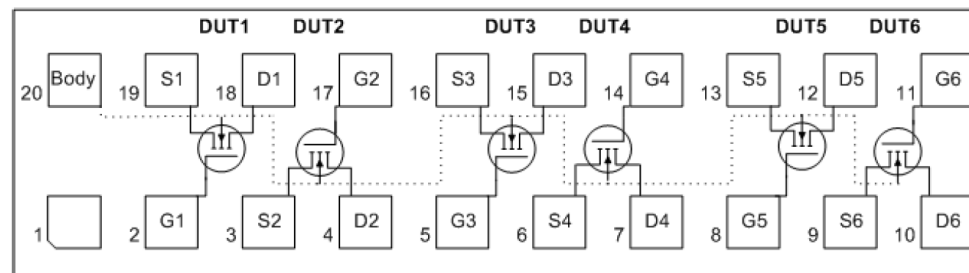 DUT1 DUT2 DUT3 DUT4 DUT5 DUT6
Body S1 D1 G2 S3 D3 G4 S5 D5 G6
20 19 18 17 16 15 14 13 12 11
G1 S2 D2 G3 S4 D4 G5 S6 D6
1 2 3 4 5 6 7 8 9 10